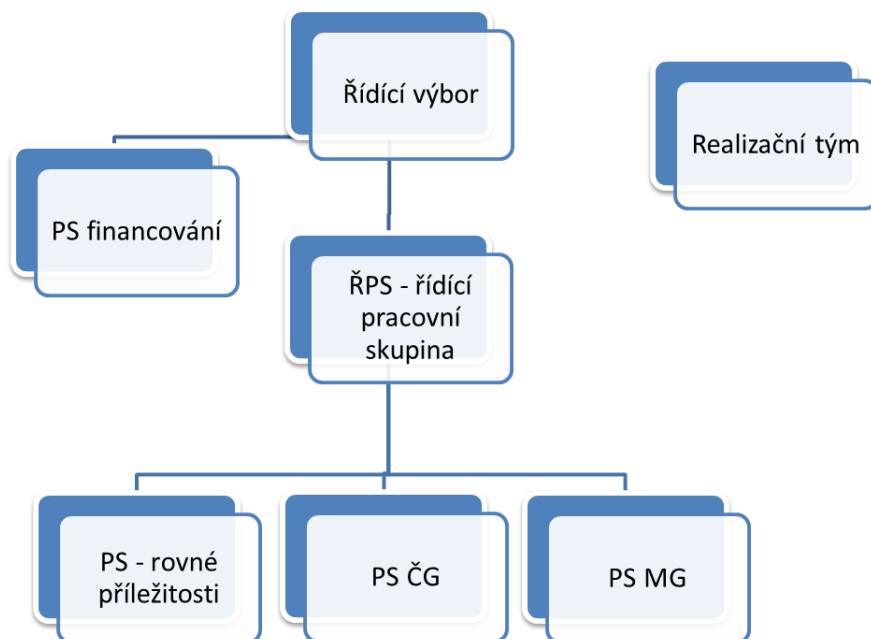 Řídící výbor
Realizační tým
PS financování
ŘPS - řídící
pracovní
skupina
PS - rovné
příležitosti
PS ČG
PS MG